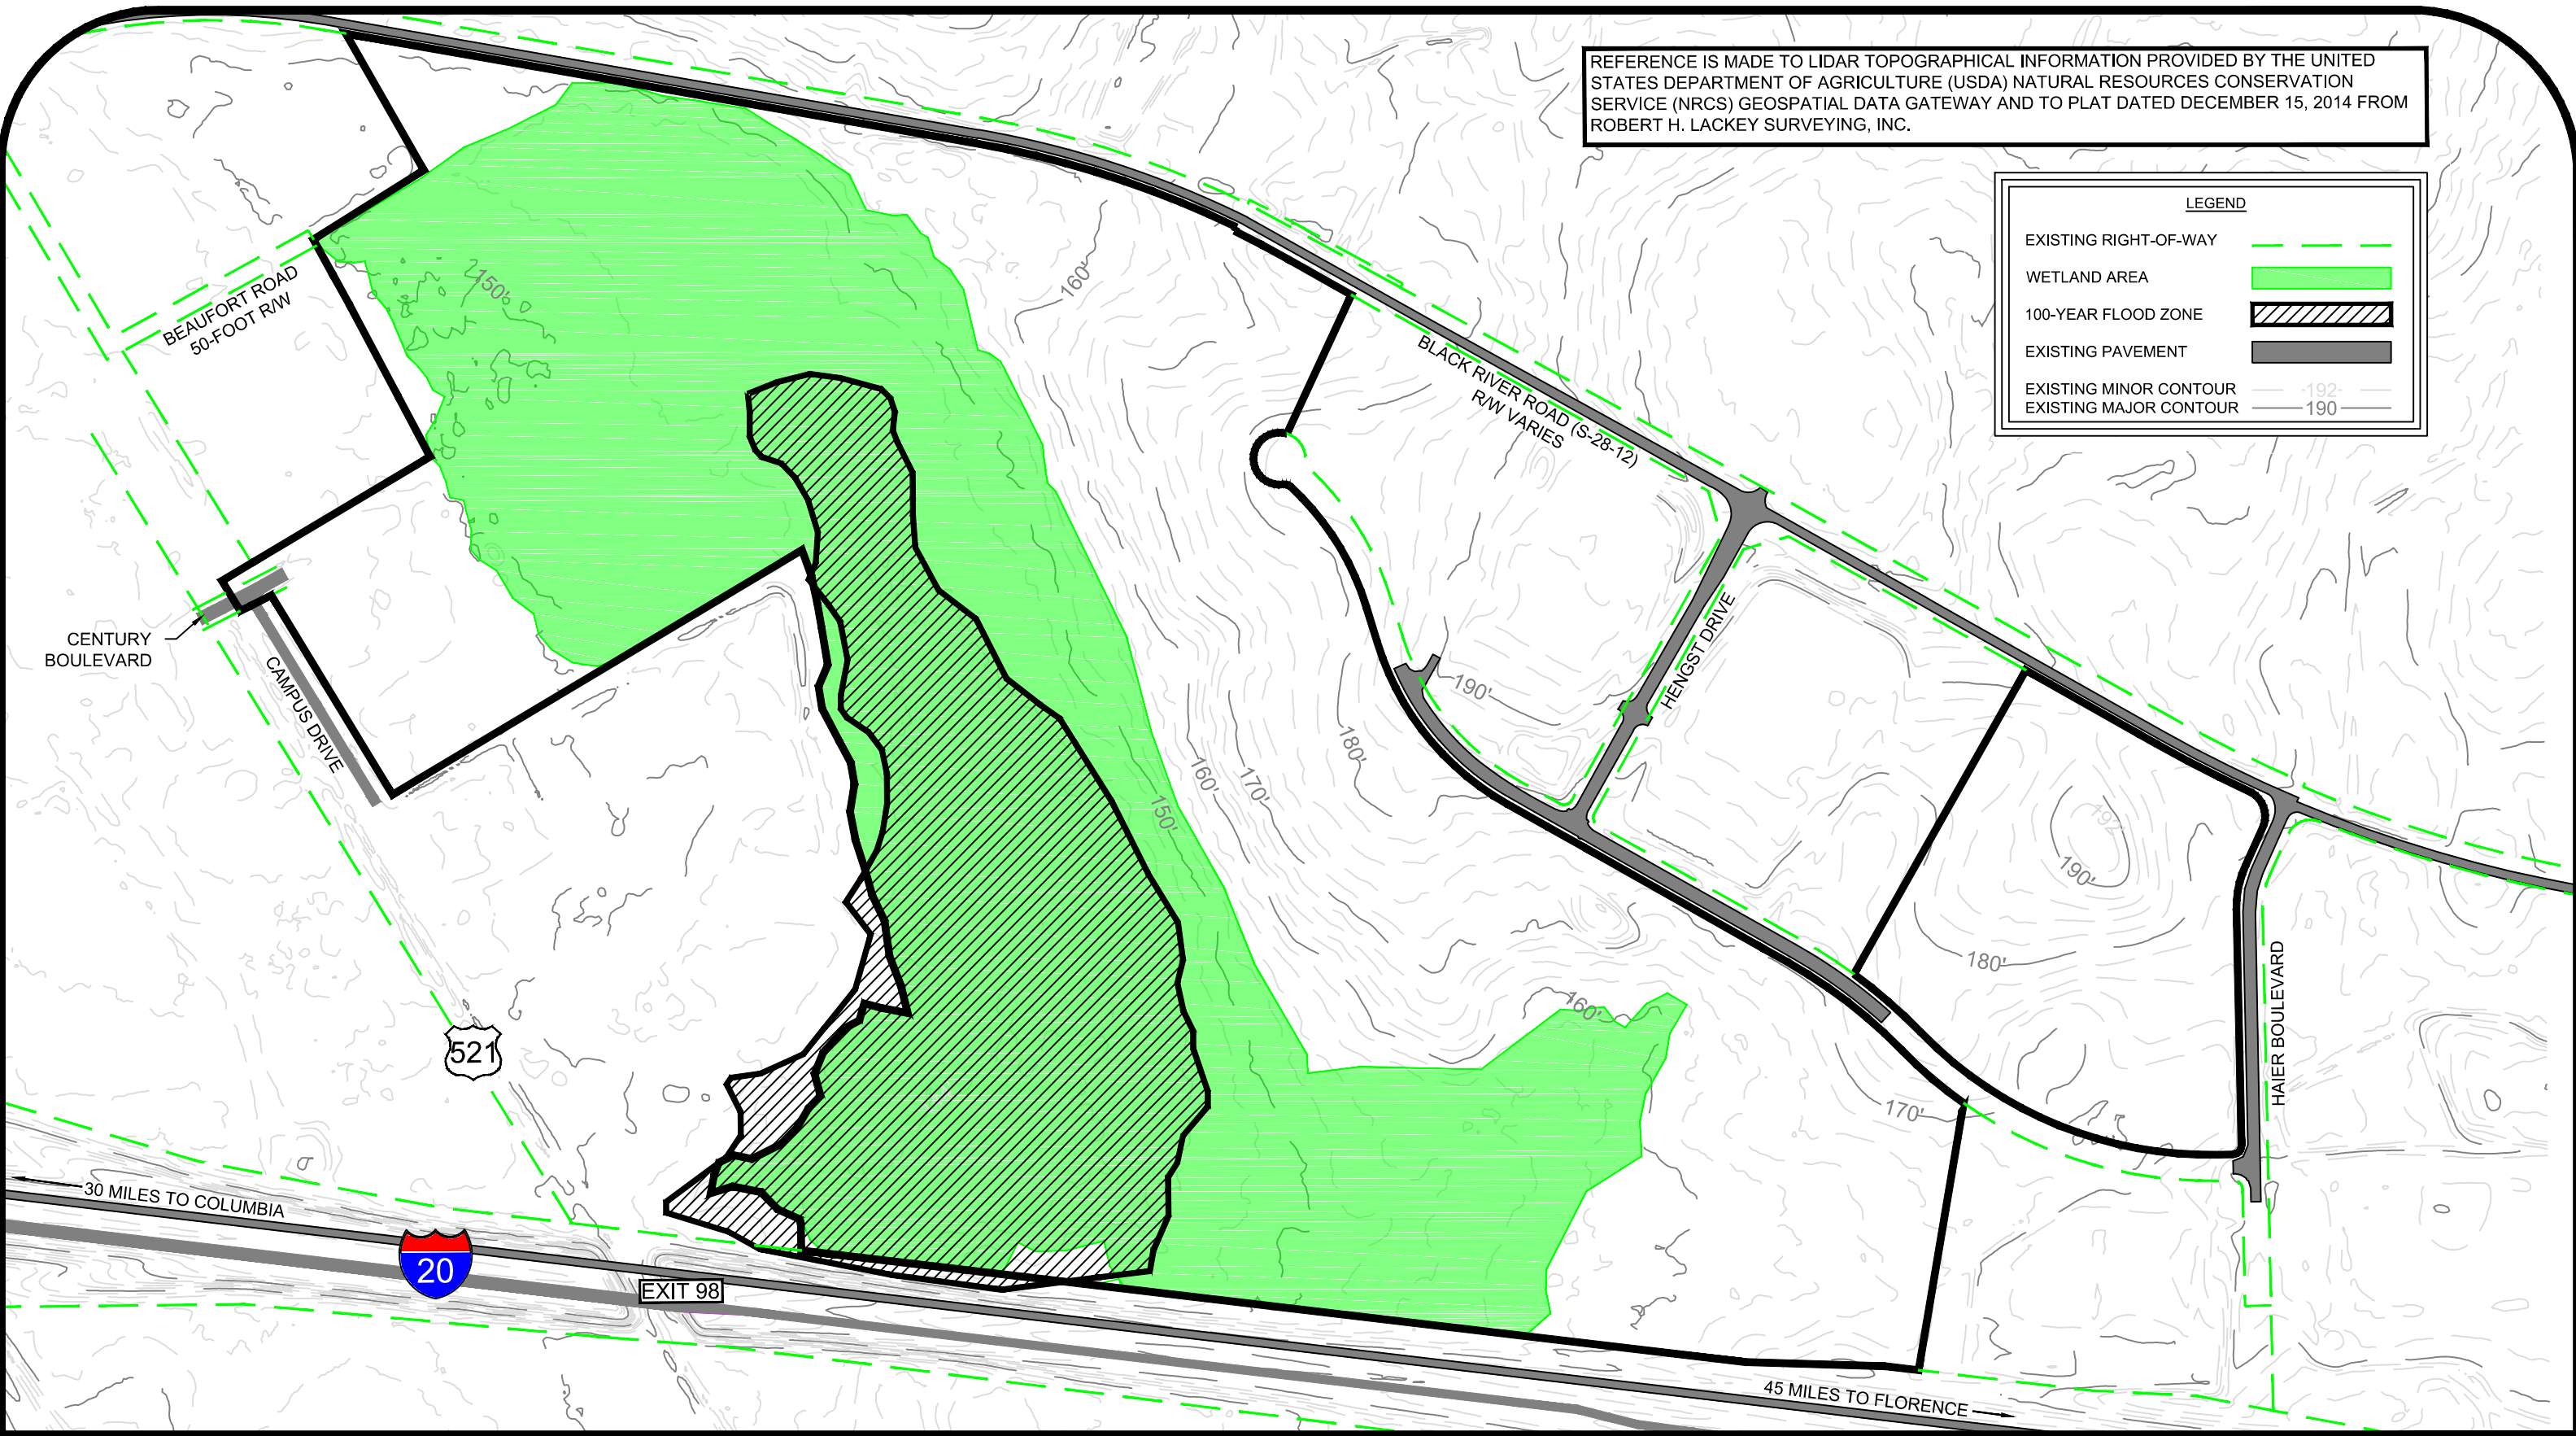 REFERENCE IS MADE TO LIDAR TOPOGRAPHICAL INFORMATION PROVIDED BY THE UNITED
STATES DEPARTMENT OF AGRICULTURE (USDA) NATURAL RESOURCES CONSERVATION
SERVICE (NRCS) GEOSPATIAL DATA GATEWAY AND TO PLAT DATED DECEMBER 15, 2014 FROM
ROBERT H. LACKEY SURVEYING, INC.
LEGEND
EXISTING RIGHT-OF-WAY
WETLAND AREA
100-YEAR FLOOD ZONE
EXISTING PAVEMENT
EXISTING MINOR CONTOUR
192
EXISTING MAJOR CONTOUR
190
150'
160'
BEAUFORT ROAD
50-FOOT R/W
BLACK RIVER ROAD (S-28-12)
R/W VARIES
CENTURY
BOULEVARD
CAMPUS DRIVE
HENGST DRIVE
190'
180'
160'
170'
150'
192'
190'
180'
160'
170'
HAIER BOULEVARD
521
30 MILES TO COLUMBIA
20
EXIT 98
45 MILES TO FLORENCE